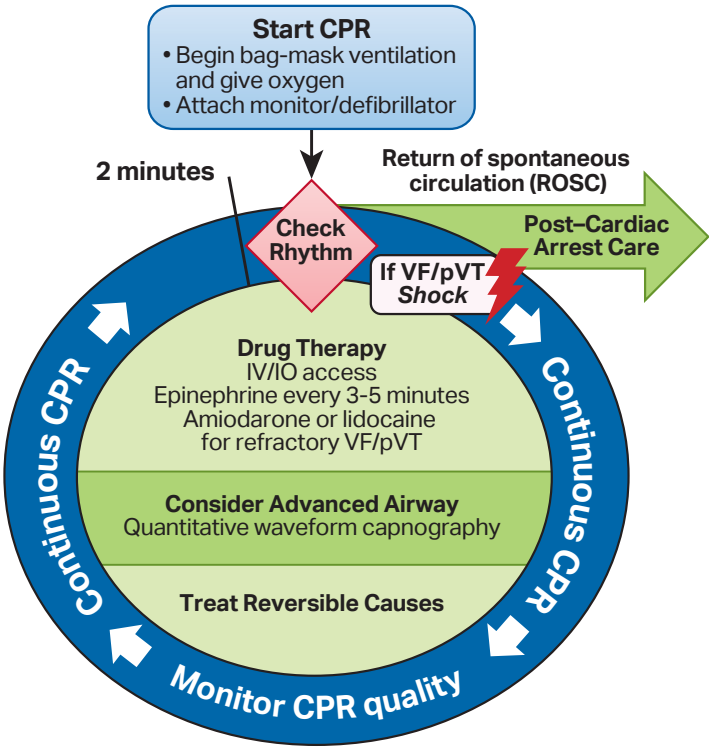 Start CPR
• Begin bag-mask ventilation
and give oxygen
• Attach monitor/defibrillator
2 minutes
Return of spontaneous
circulation (ROSC)
Check
Rhythm
Post–Cardiac
Arrest Care
If VF/pVT
Shock
Drug Therapy
IV/IO access
Epinephrine every 3-5 minutes
Amiodarone or lidocaine
for refractory VF/pVT
Consider Advanced Airway
Quantitative waveform capnography
Treat Reversible Causes
Continuous CPR
Monitor CPR quality
Continuous CPR